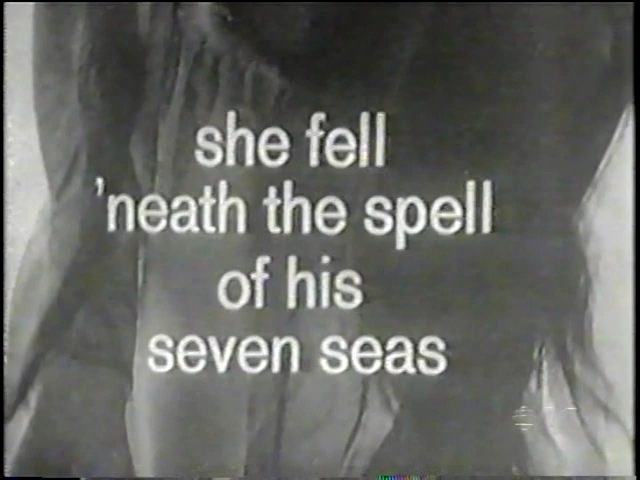 she fell
'neath the spell
of his
seven seas